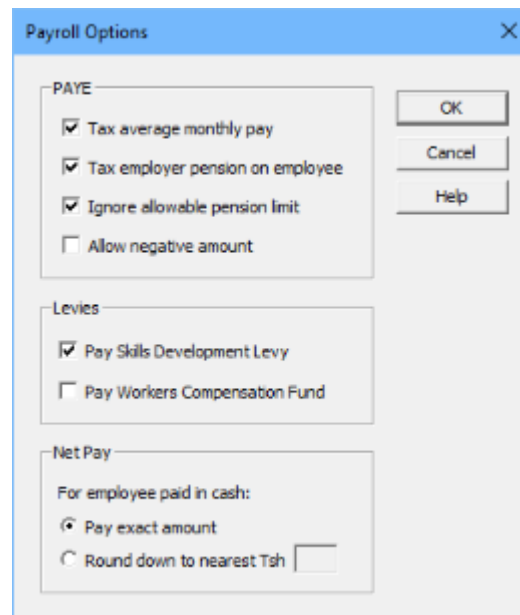 Payroll Options
PAYE
Tax average monthly pay
OK
Tax employer pension on employee
Cancel
Ignore allowable pension limit
Help
Allow negative amount
Levies
Pay Skills Development Levy
Pay Workers Compensation Fund
Net Pay
For employee paid in cash:
Pay exact amount
Round down to nearest Tsh